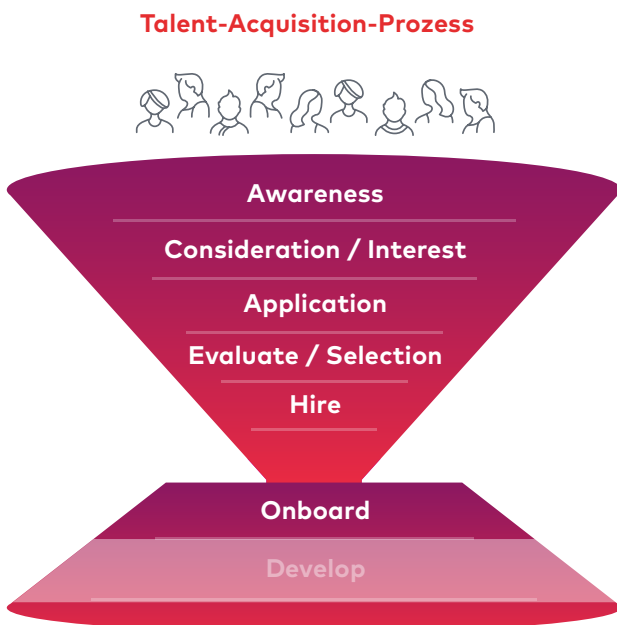 Talent-Acquisition-Prozess
Awareness
Consideration / Interest
Application
Evaluate / Selection
Hire
Onboard
Develop